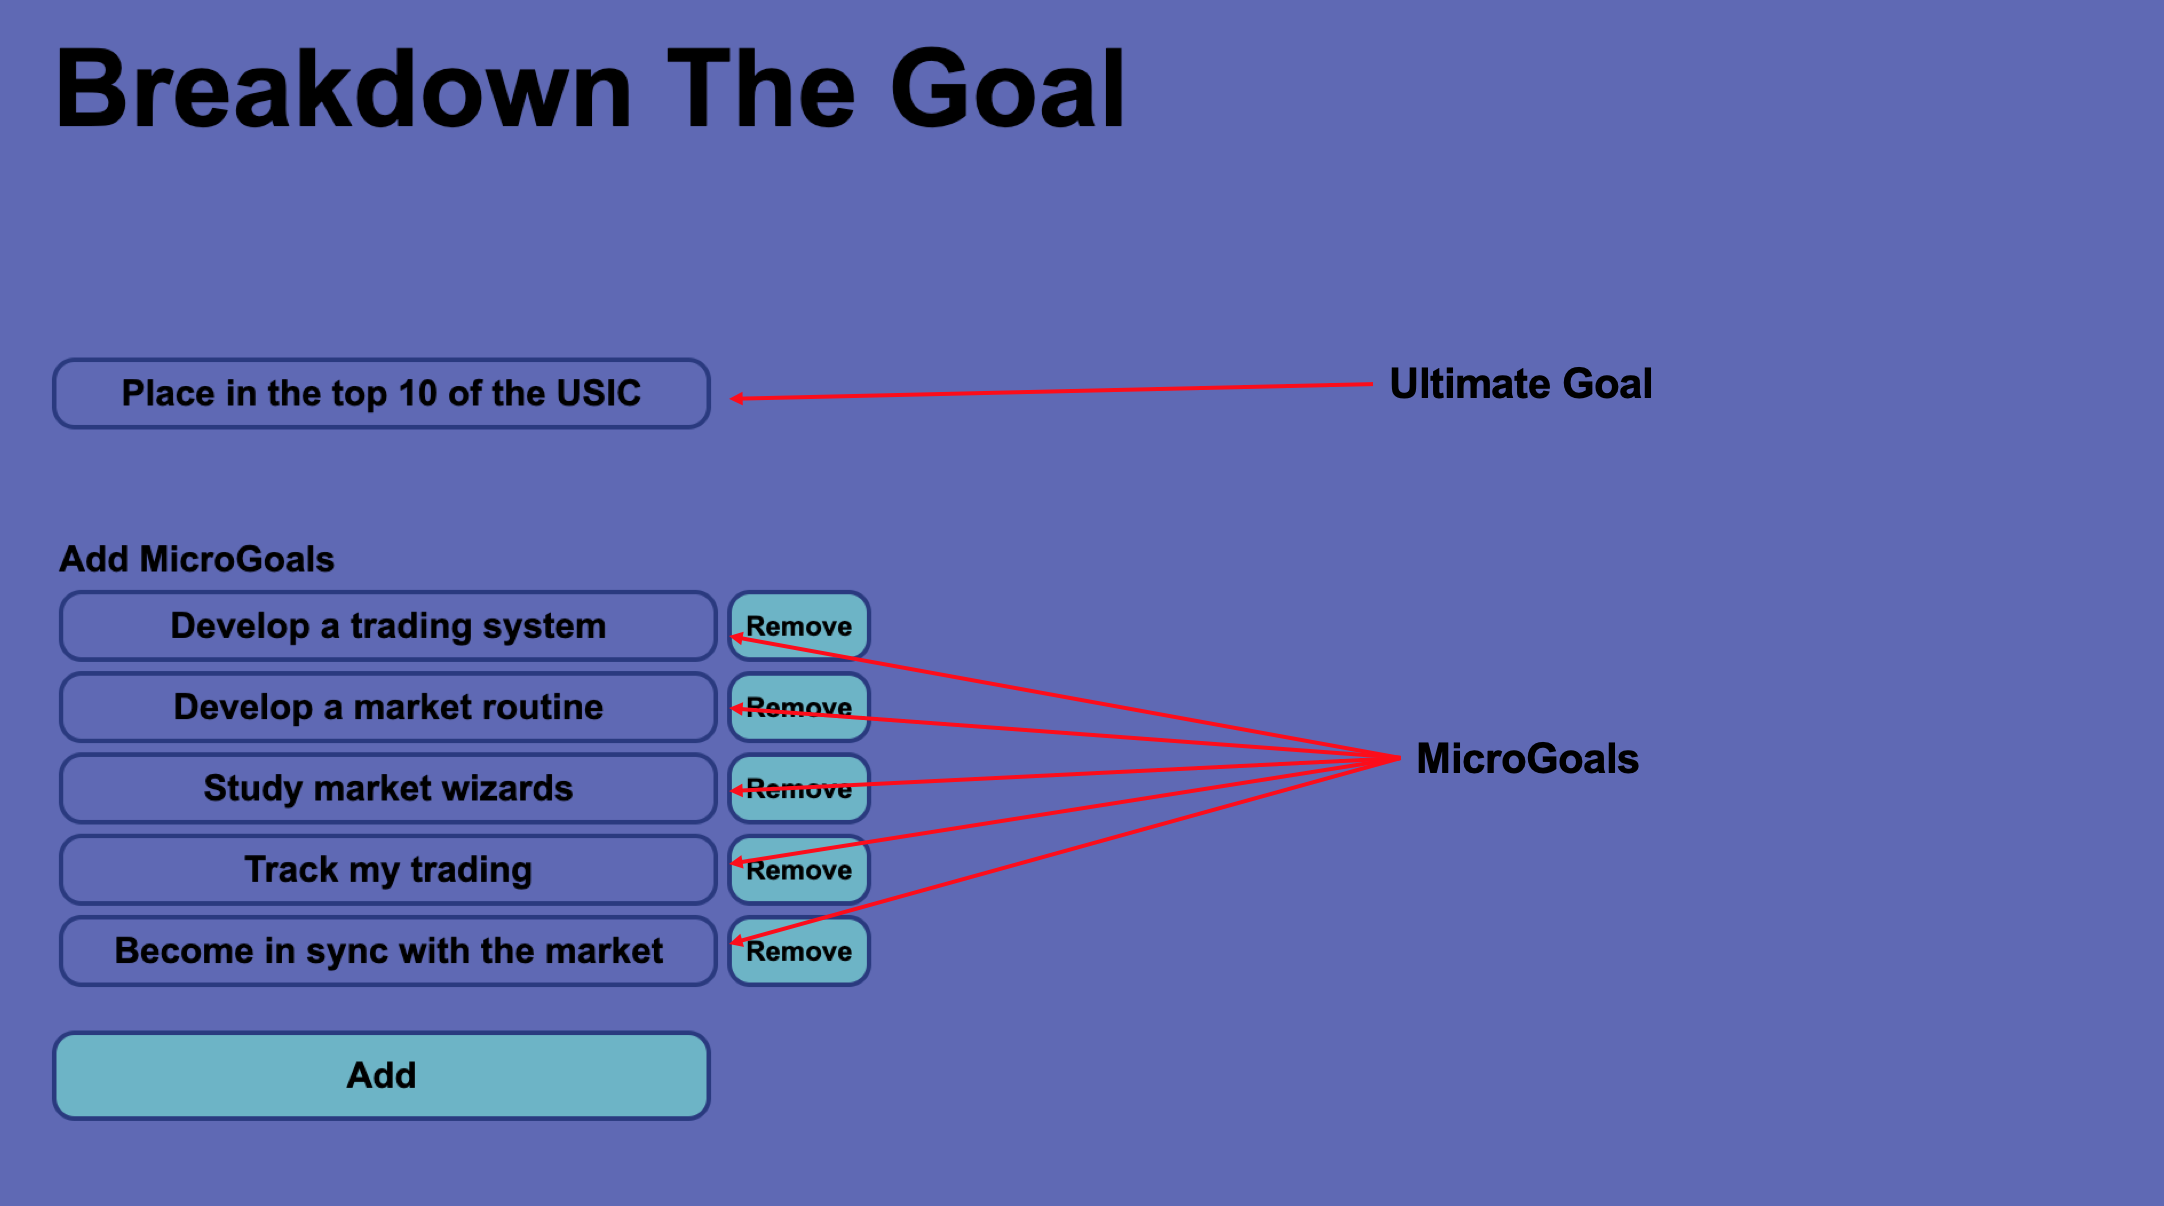 Breakdown The Goal
Place in the top 10 of the USIC
Ultimate Goal
Add MicroGoals
Develop a trading system
Remove
Develop a market routine
Remove
Study market wizards
Remove
MicroGoals
Track my trading
Remove
Become in sync with the market
Remove
Add